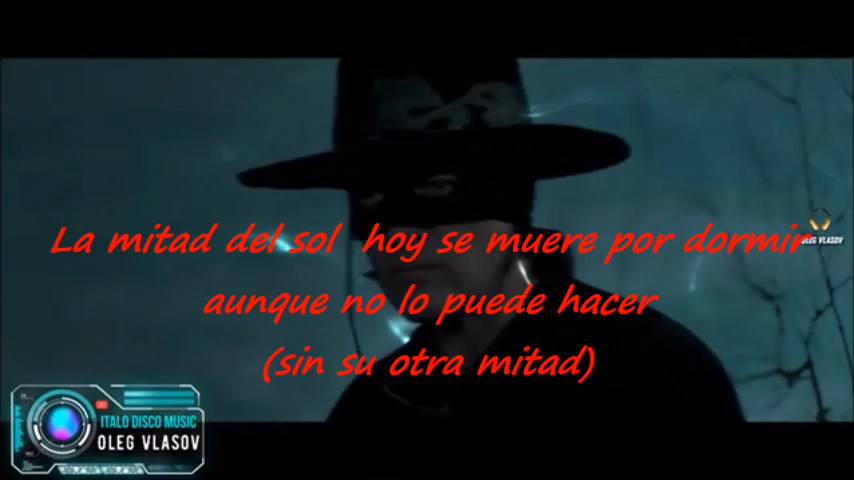 La mitad del sol hoy se muere por dormir
aunque no lo puede hacer
(sin su otra mitad)
OLEG VLASOV
ITALO DISCO MUSIC
OLEG VLASOV